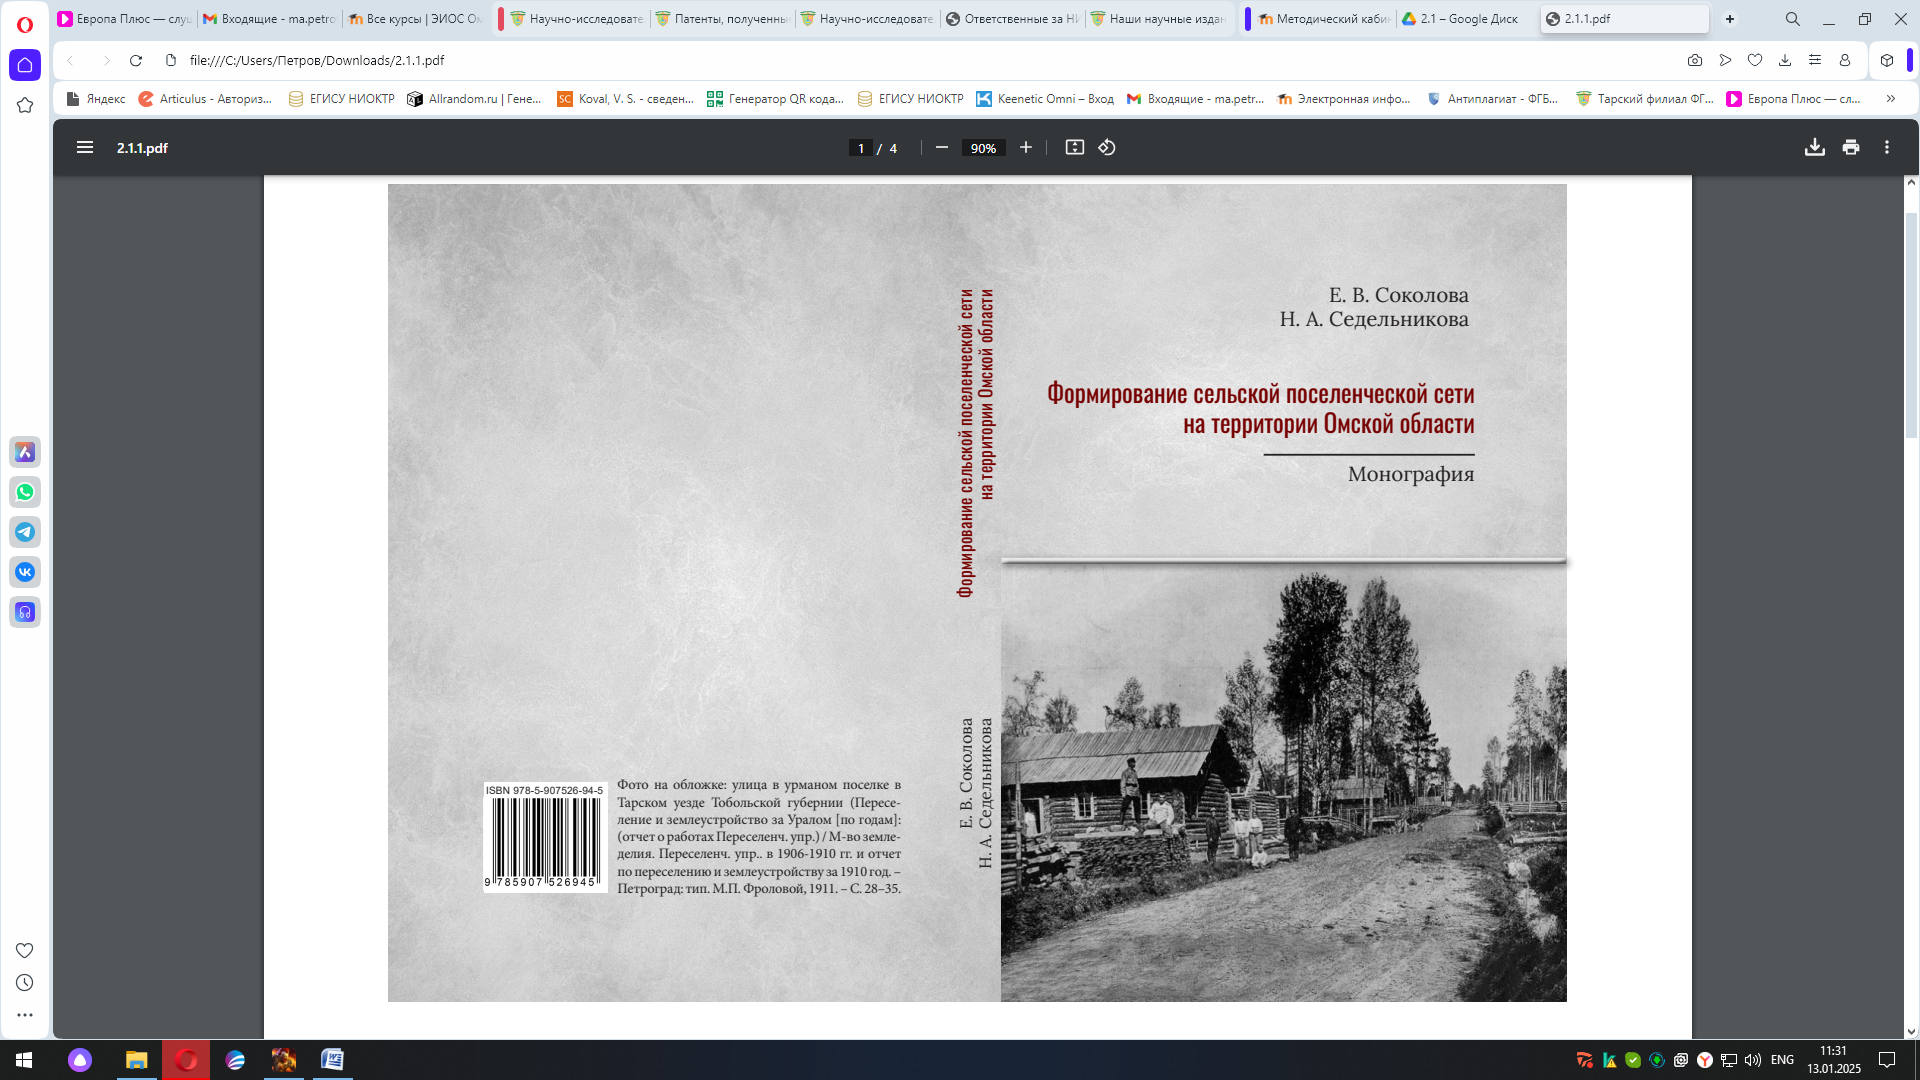 Европа Плюс — слуш
Входящие - ma.petro
Все курсы | ЭИОС Ом
Научно-исследовате
Патенты, полученны
Научно-исследовате
Ответственные за НИ
Наши научные издан
Методический кабин
2.1 – Google Диск
2.1.1.pdf
file:///C:/Users/Петров/Downloads/2.1.1.pdf
Яндекс
Articulus - Авториз...
ЕГИСУ НИОКТР
Allrandom.ru | Гене...
SC
Koval, V. S. - сведен...
Генератор QR кода...
ЕГИСУ НИОКТР
Keenetic Omni – Вход
Входящие - ma.petr...
Электронная инфо...
Антиплагиат - ФГБ...
Тарский филиал ФГ...
Европа Плюс — сл...
2.1.1.pdf
1 / 4
90%
Е. В. Соколова
Н. А. Седельникова
Формирование сельской поселенческой сети
на территории Омской области
Монография
Формирование сельской поселенческой сети
на территории Омской области
Е. В. Соколова
Н. А. Седельникова
ISBN 978-5-907526-94-5
9 785907 526945
Фото на обложке: улица в урманом поселке в
Тарском уезде Тобольской губернии (Пересе-
ление и землеустройство за Уралом [по годам]:
(отчет о работах Переселенч. упр.) / М-во земле-
делия. Переселенч. упр.. в 1906-1910 гг. и отчет
по переселению и землеустройству за 1910 год. –
Петроград: тип. М.П. Фроловой, 1911. – С. 28–35.
ENG
11:31
13.01.2025